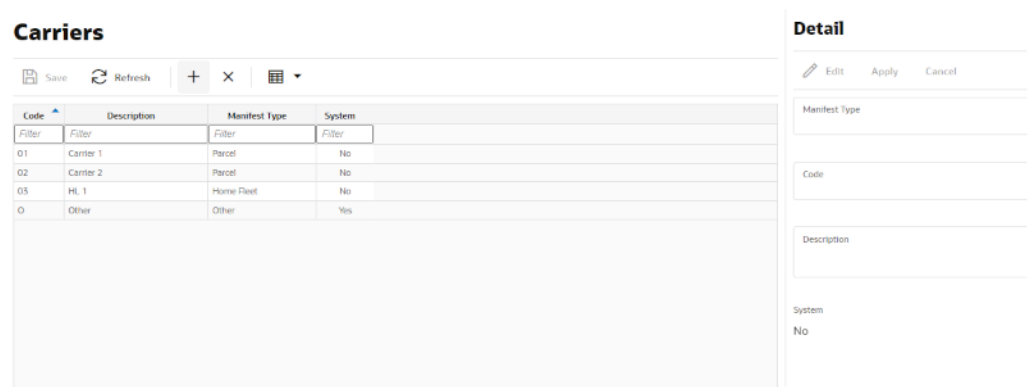 Carriers
Save Refresh
Code Description Manifest Type System
Filter Filter Filter Filter
01 Carrier 1 Parcel No
02 Carrier 2 Parcel No
03 HL 1 Home Fleet No
O Other Other Yes
Detail
Edit Apply Cancel
Manifest Type
Code
Description
System
No